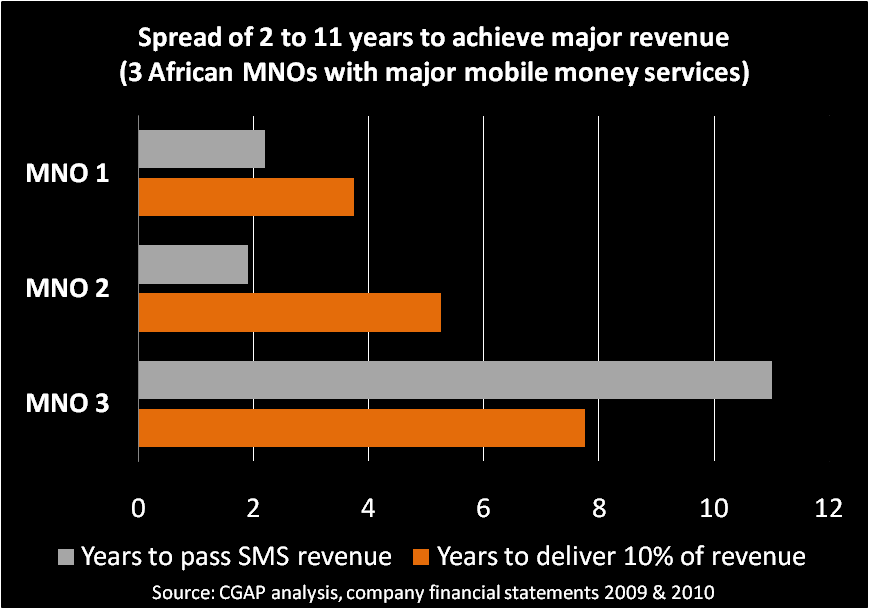 Spread of 2 to 11 years to achieve major revenue
(3 African MNOs with major mobile money services)
MNO 1
MNO 2
MNO 3
0 2 4 6 8 10 12
Years to pass SMS revenue Years to deliver 10% of revenue
Source: CGAP analysis, company financial statements 2009 & 2010